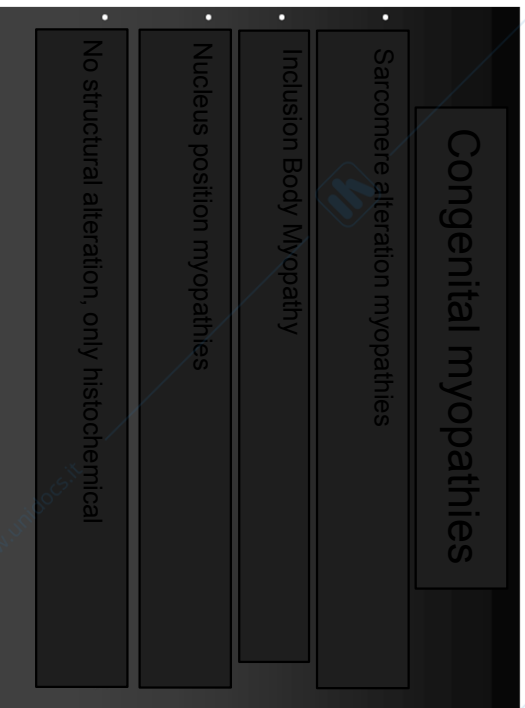 Congenital myopathies
• Sarcomere alteration myopathies
• Inclusion Body Myopathy
• Nucleus position myopathies
• No structural alteration, only histochemical